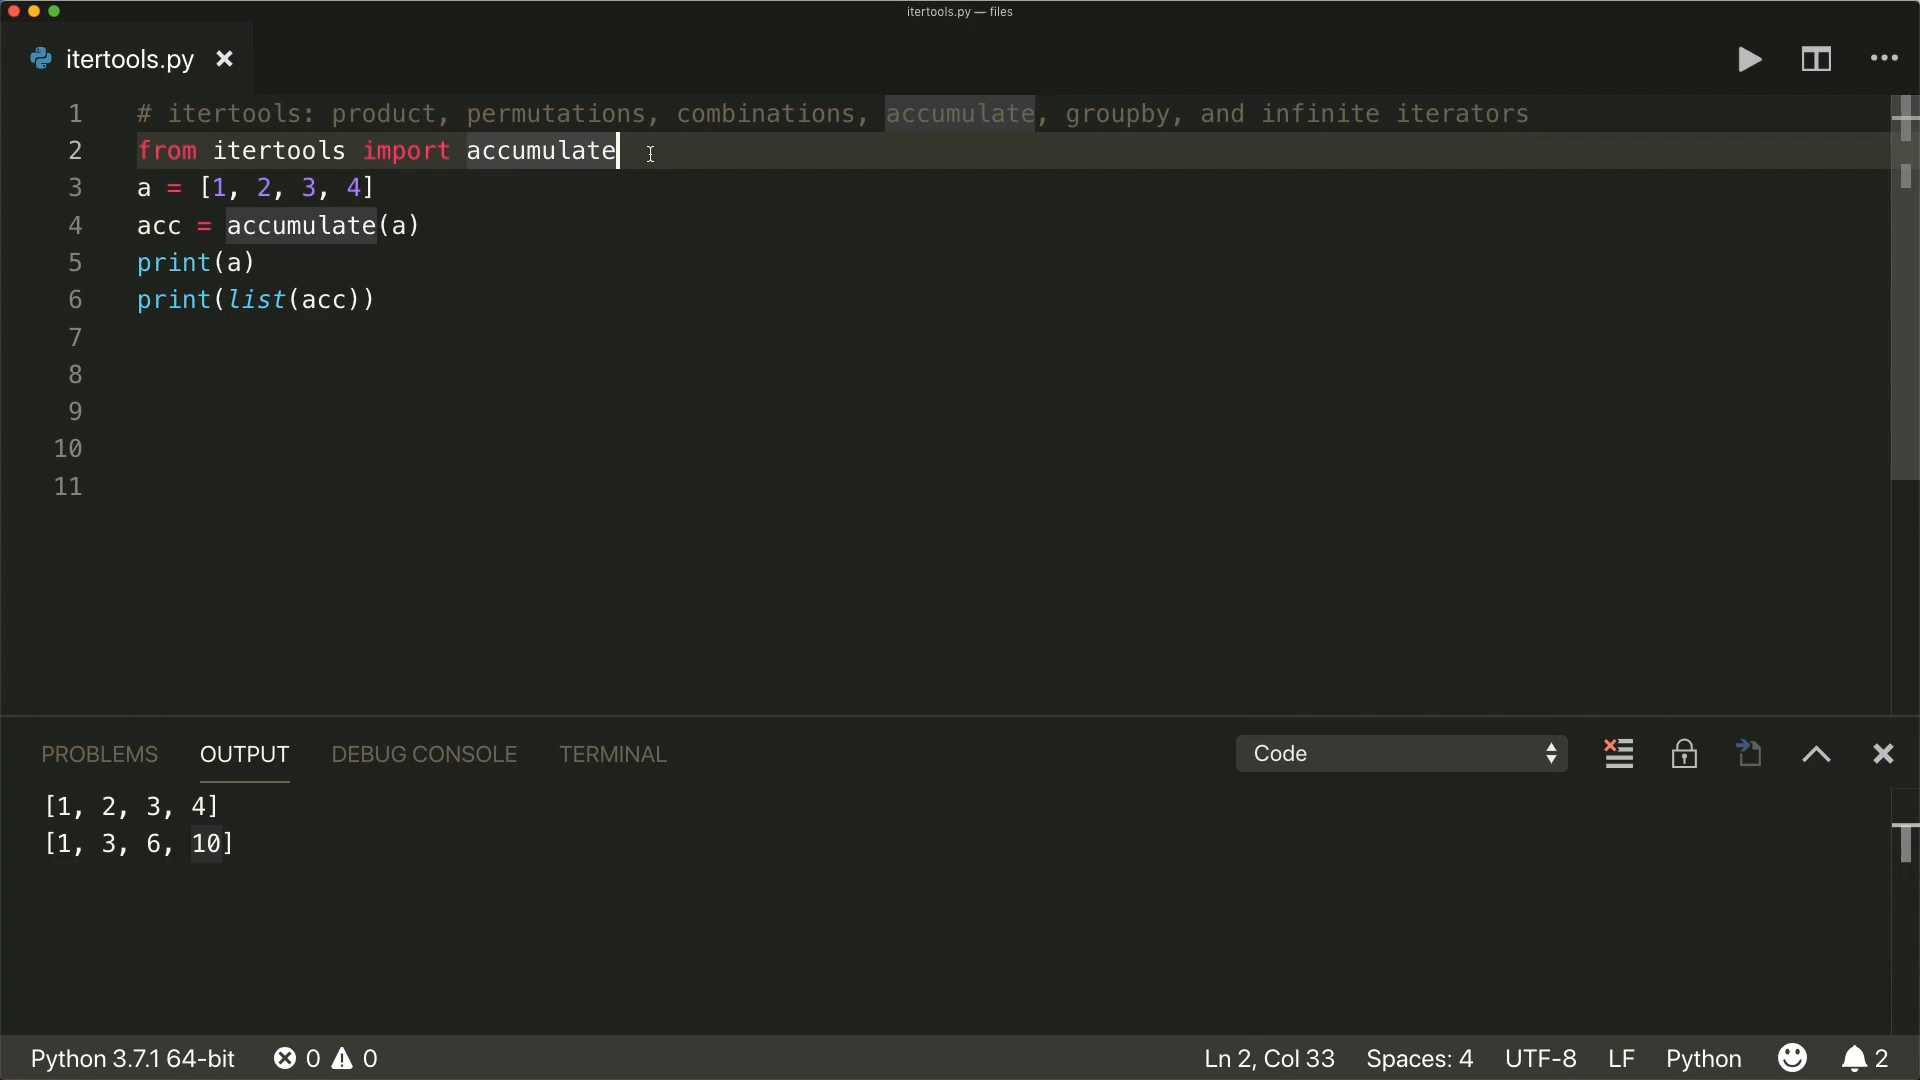 itertools.py — files
itertools.py
1 # itertools: product, permutations, combinations, accumulate, groupby, and infinite iterators
2 from itertools import accumulate
3 a = [1, 2, 3, 4]
4 acc = accumulate(a)
5 print(a)
6 print(list(acc))
7
8
9
10
11
PROBLEMS OUTPUT DEBUG CONSOLE TERMINAL Code
[1, 2, 3, 4]
[1, 3, 6, 10]
Python 3.7.1 64-bit 0 0 Ln 2, Col 33 Spaces: 4 UTF-8 LF Python 2